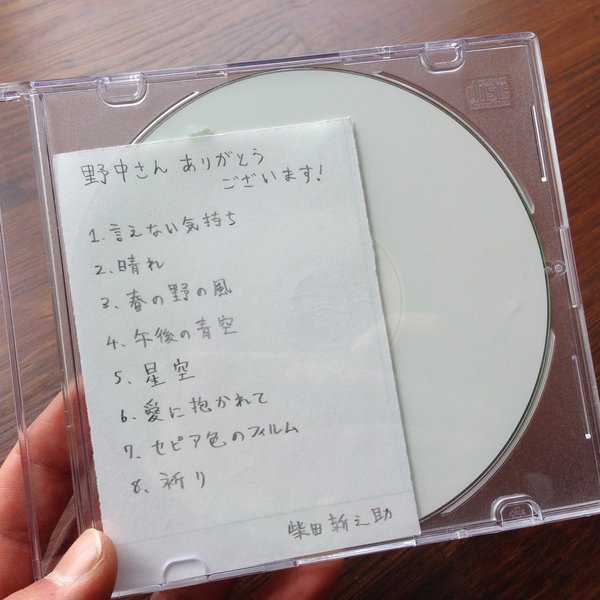 野中さん ありがとう
ございます!
1. 言えない気持ち
2. 晴れ
3. 春の野の風
4. 午後の青空
5. 星空
6. 愛に抱かれて
7. セピア色のフィルム
8. 祈り
柴田新之助